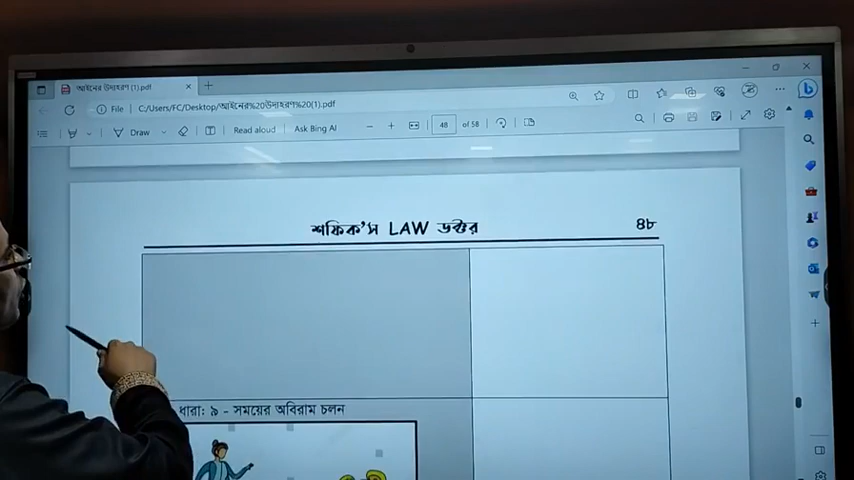 আইনের উদাহরণ (1).pdf
File
C:/Users/FC/Desktop/আইনের%20উদাহরণ%20(1).pdf
Draw
Read aloud
Ask Bing AI
48
of 58
শফিক'স LAW ডক্টর
৪৮
ধারা: ৯ - সময়ের অবিরাম চলন